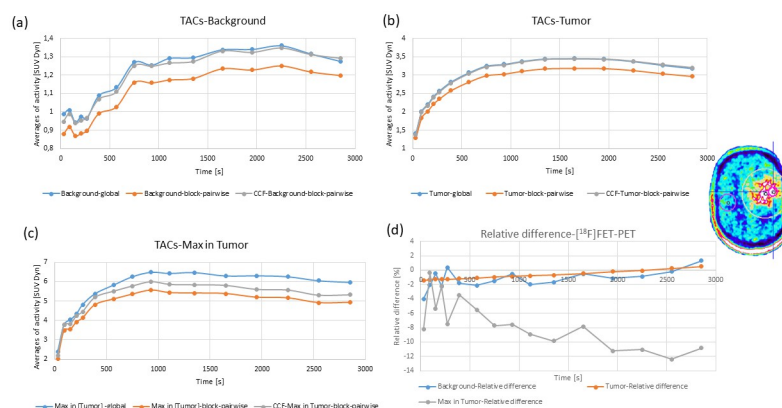 (a)
TACs-Background
Averages of activity [SUV Dyn]
1,4
1,3
1,2
1,1
1
0,9
0,8
0 500 1000 1500 2000 2500 3000
Time [s]
Background-global Background-block-pairwise CCF-Background-block-pairwise
(b)
TACs-Tumor
Averages of activity [SUV Dyn]
4
3,5
3
2,5
2
1,5
1
0 500 1000 1500 2000 2500 3000
Time [s]
Tumor-global Tumor-block-pairwise CCF-Tumor-block-pairwise
(c)
TACs-Max in Tumor
Averages of activity [SUV Dyn]
7
6
5
4
3
2
0 500 1000 1500 2000 2500 3000
Time [s]
Max in (Tumor) -global Max in (Tumor)-block-pairwise CCF-Max in Tumor-block-pairwise
(d)
Relative difference-[¹⁸F]FET-PET
Relative difference [%]
4
2
0
-2
-4
-6
-8
-10
-12
-14
500 1000 1500 2000 2500 3000
Time [s]
Background-Relative difference Tumor-Relative difference
Max in Tumor-Relative difference